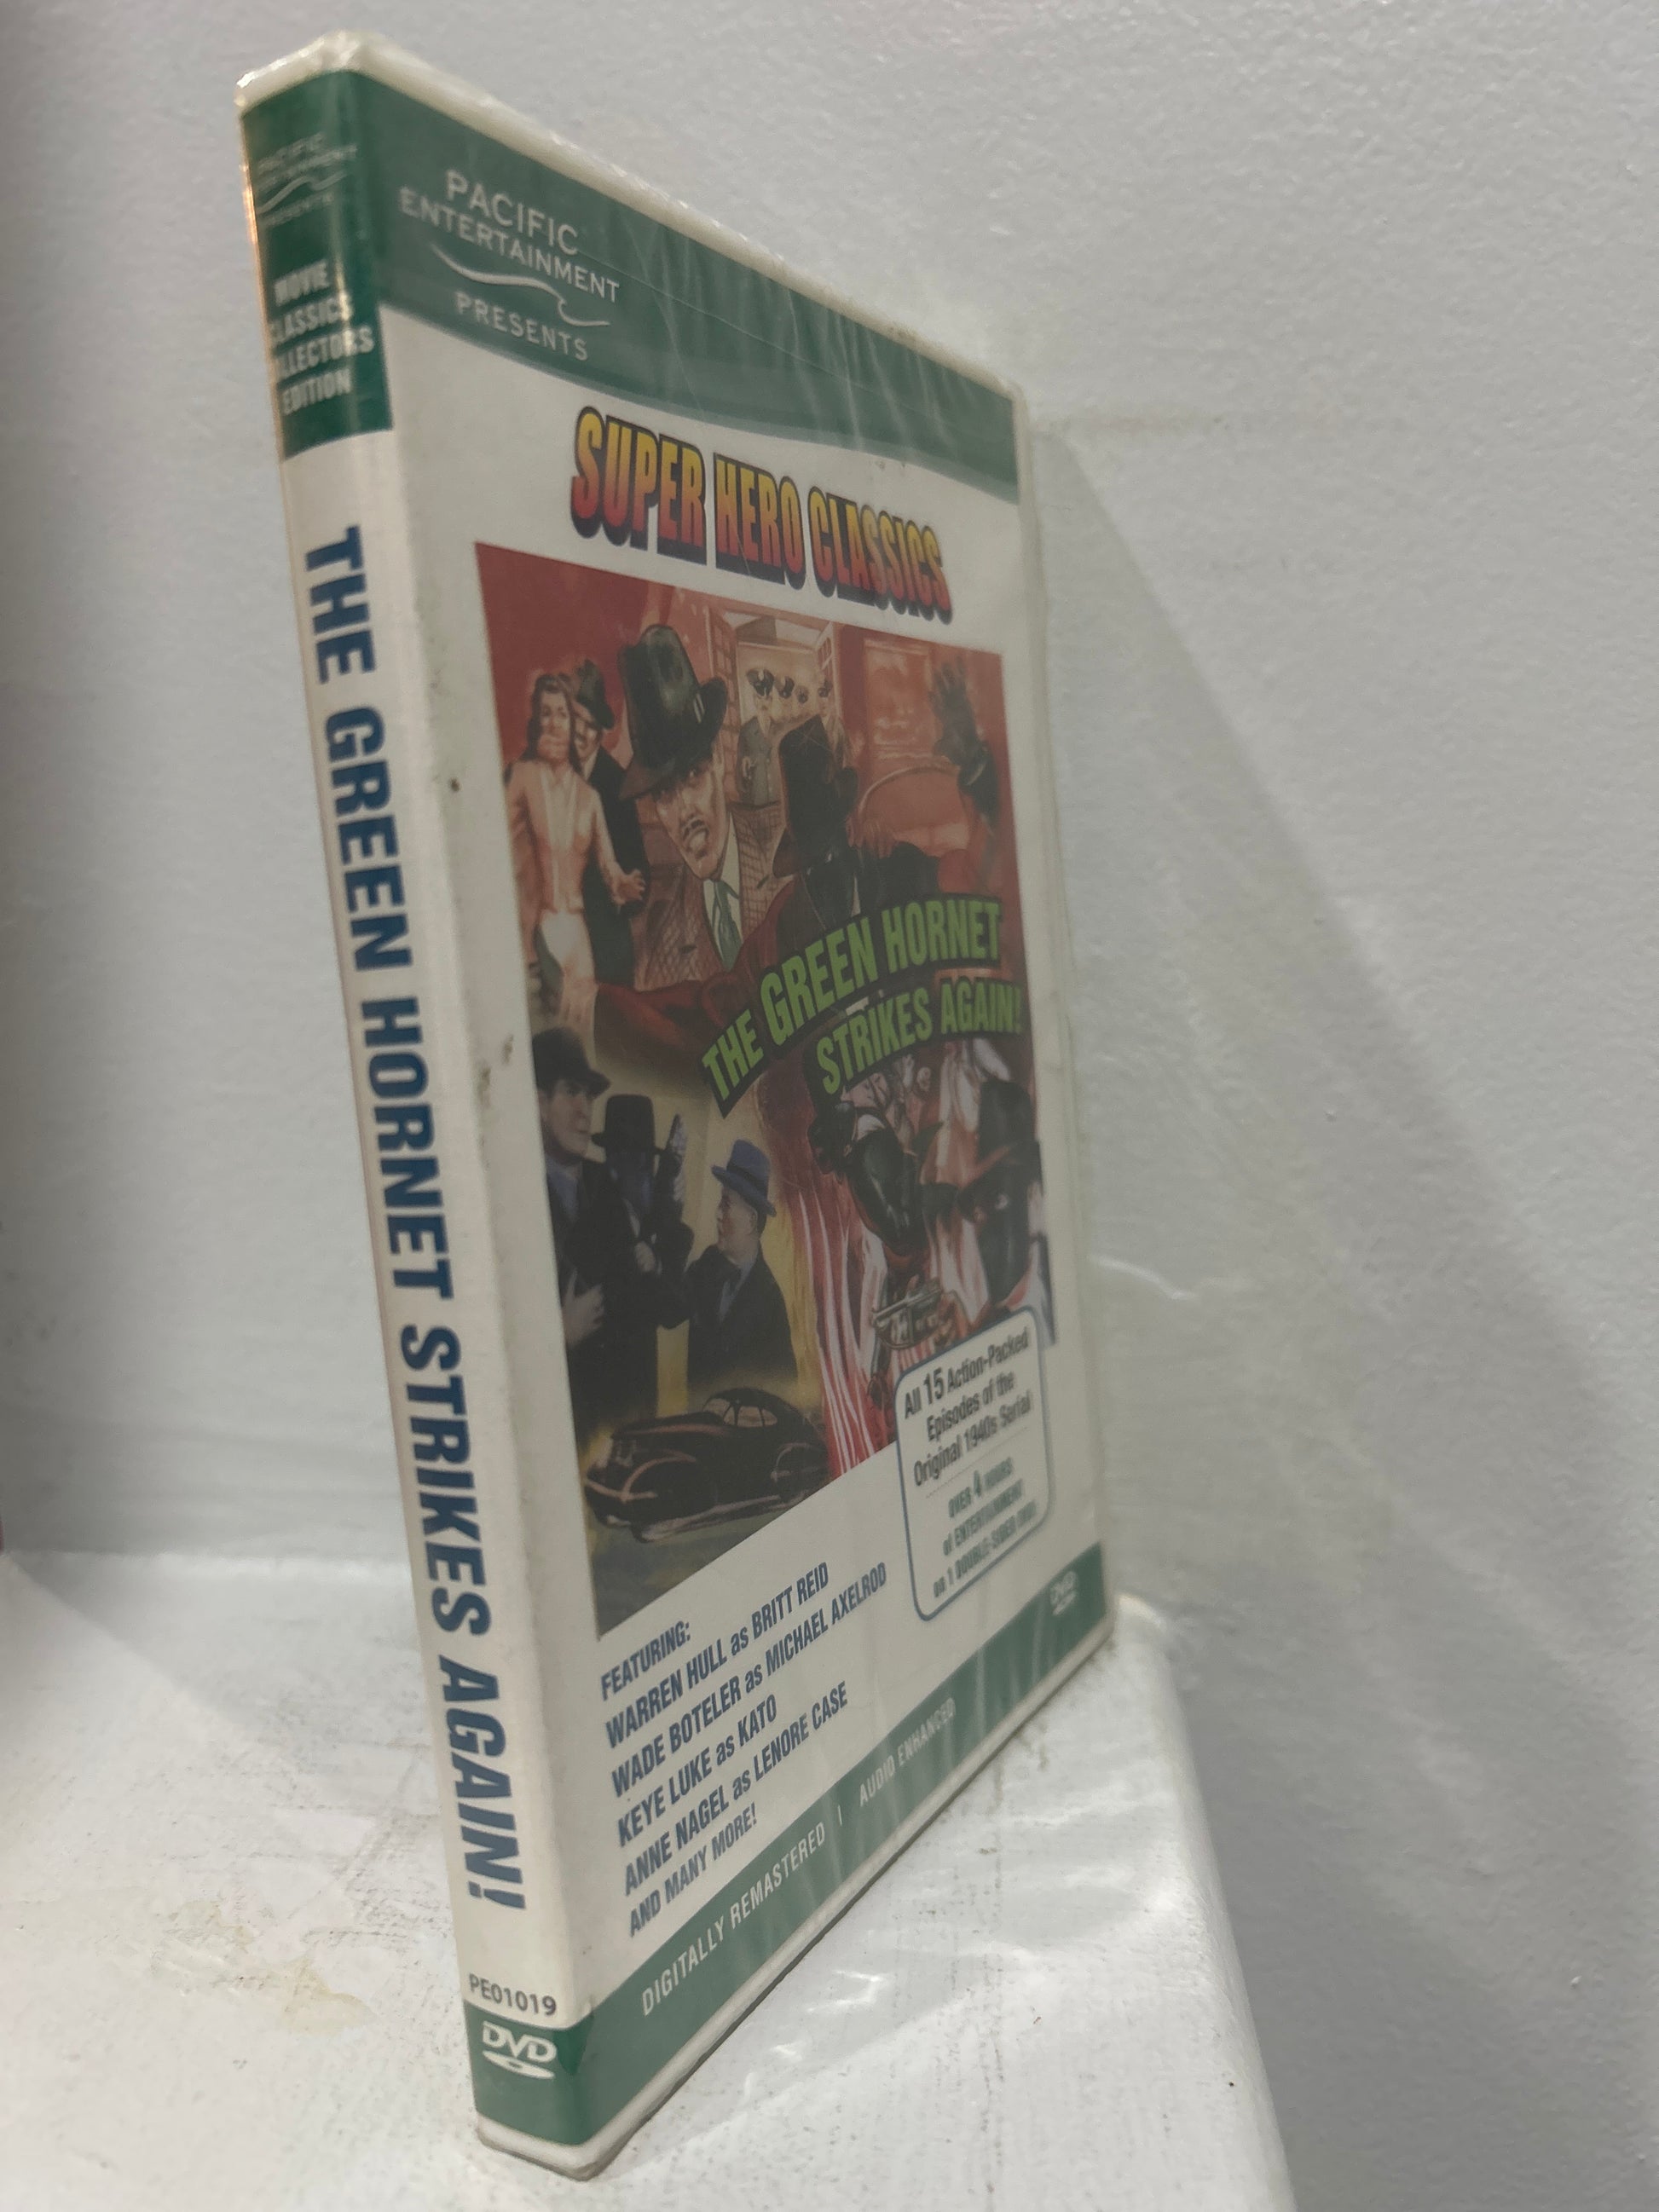 PACIFIC
ENTERTAINMENT
PRESENTS
MOVIE
CLASSICS
COLLECTORS
EDITION
THE GREEN HORNET STRIKES AGAIN!
PE01019
DVD
PACIFIC
ENTERTAINMENT
PRESENTS
SUPER HERO CLASSICS
THE GREEN HORNET
STRIKES AGAIN!
All 15 Action-Packed
Episodes of the
Original 1940s Serial
OVER 4 HOURS
of ENTERTAINMENT
on 1 DOUBLE-SIDED DVD!
FEATURING:
WARREN HULL as BRITT REID
WADE BOTELER as MICHAEL AXELROD
KEYE LUKE as KATO
ANNE NAGEL as LENORE CASE
AND MANY MORE!
DIGITALLY REMASTERED | AUDIO ENHANCED
DVD